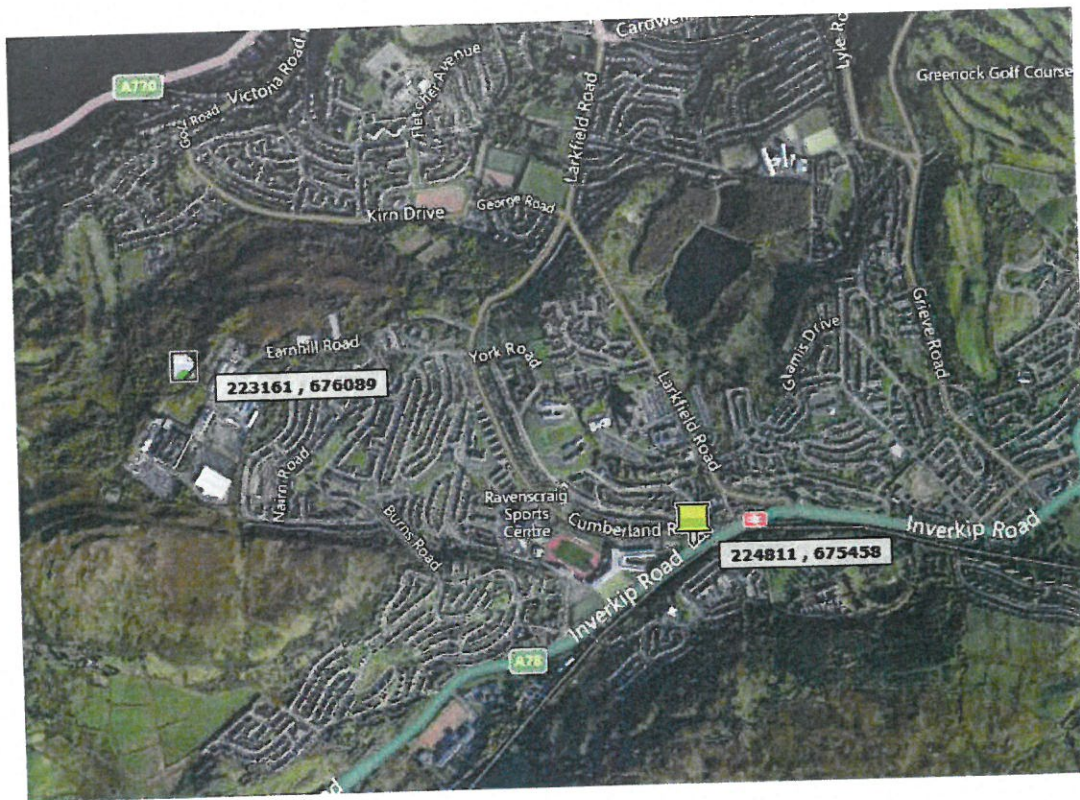 Cardwell
Lyle Ro
A770
Victoria Road
Fletcher Avenue
Greenock Golf Course
Golf Road
Larkfield Road
Kirn Drive
George Road
Earnhill Road
York Road
Glamis Drive
Grieve Road
223161 , 676089
Larkfield Road
Nairn Road
Ravenscraig
Sports
Centre
Burns Road
Cumberland R
Inverkip Road
224811 , 675458
Inverkip Road
A78